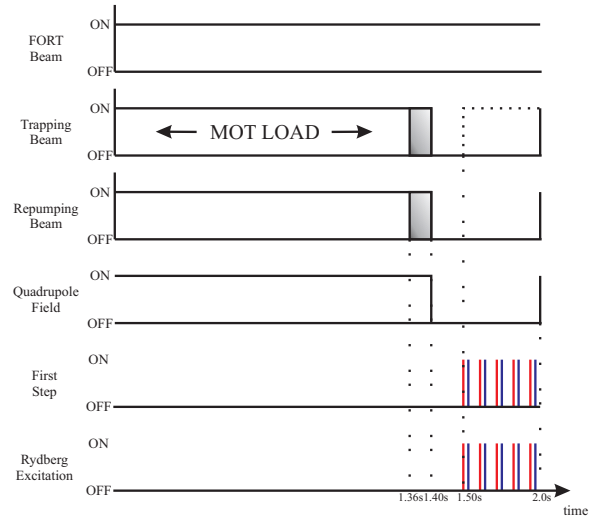 ON
FORT
Beam
OFF
ON
Trapping
Beam
MOT LOAD
OFF
ON
Repumping
Beam
OFF
ON
Quadrupole
Field
OFF
ON
First
Step
OFF
ON
Rydberg
Excitation
OFF
1.36s 1.40s 1.50s 2.0s
time